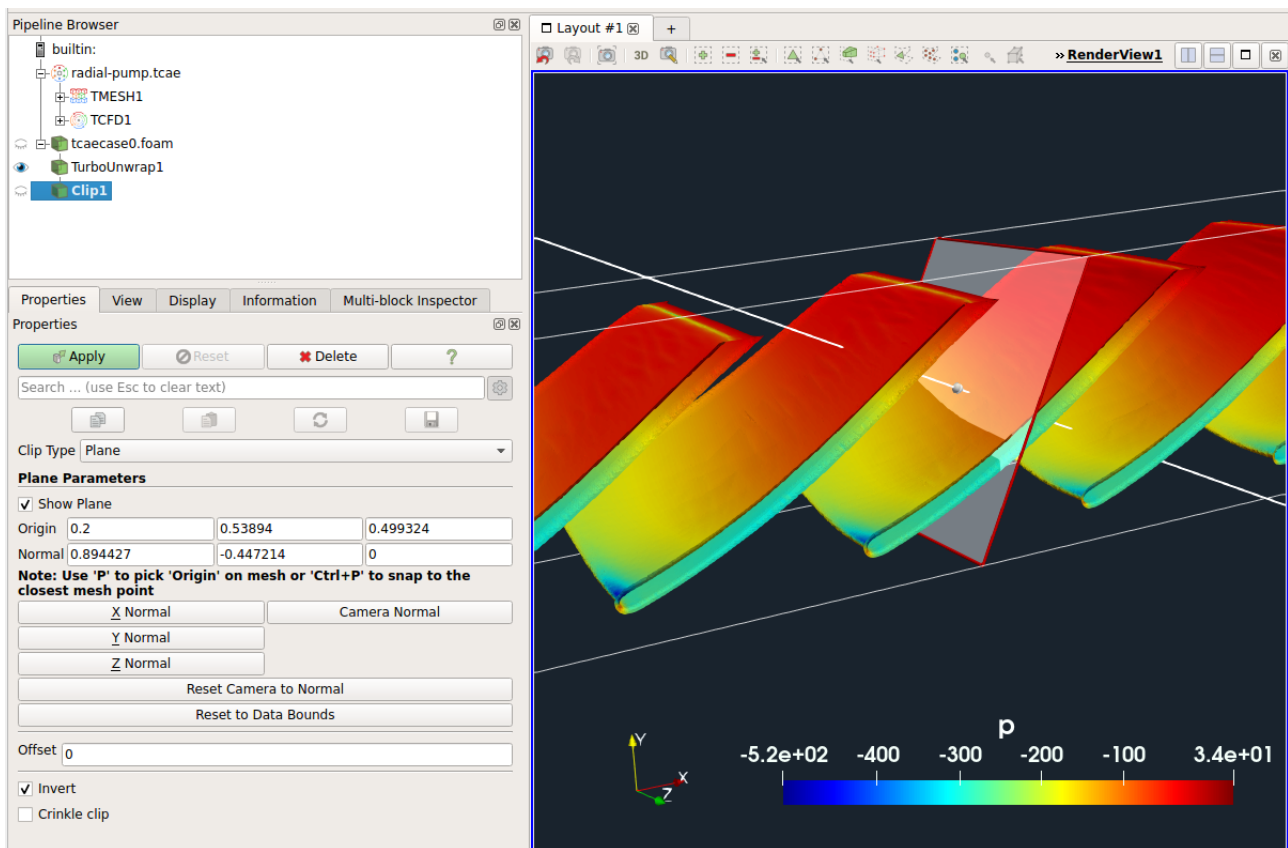 Pipeline Browser
builtin:
radial-pump.tcae
TMESH1
TCFD1
tcaecase0.foam
TurboUnwrap1
Clip1
Properties View Display Information Multi-block Inspector
Properties
Apply Reset Delete ?
Search ... (use Esc to clear text)
Clip Type Plane
Plane Parameters
Show Plane
Origin 0.2 0.53894 0.499324
Normal 0.894427 -0.447214 0
Note: Use 'P' to pick 'Origin' on mesh or 'Ctrl+P' to snap to the
closest mesh point
X Normal Camera Normal
Y Normal
Z Normal
Reset Camera to Normal
Reset to Data Bounds
Offset 0
Invert
Crinkle clip
Layout #1 +
3D » RenderView1
Y
X
Z
p
-5.2e+02 -400 -300 -200 -100 3.4e+01